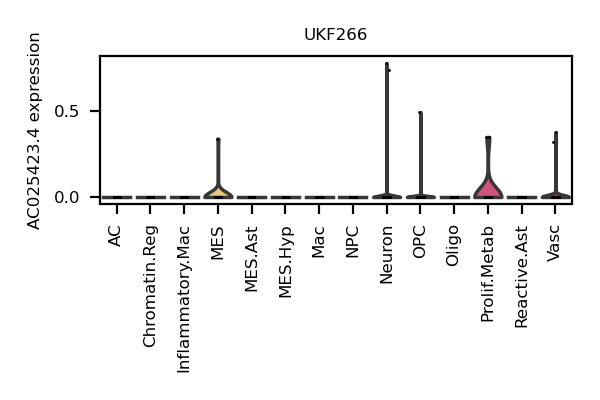 UKF266
AC025423.4 expression
0.5
0.0
AC
Chromatin.Reg
Inflammatory.Mac
MES
MES.Ast
MES.Hyp
Mac
NPC
Neuron
OPC
Oligo
Prolif.Metab
Reactive.Ast
Vasc